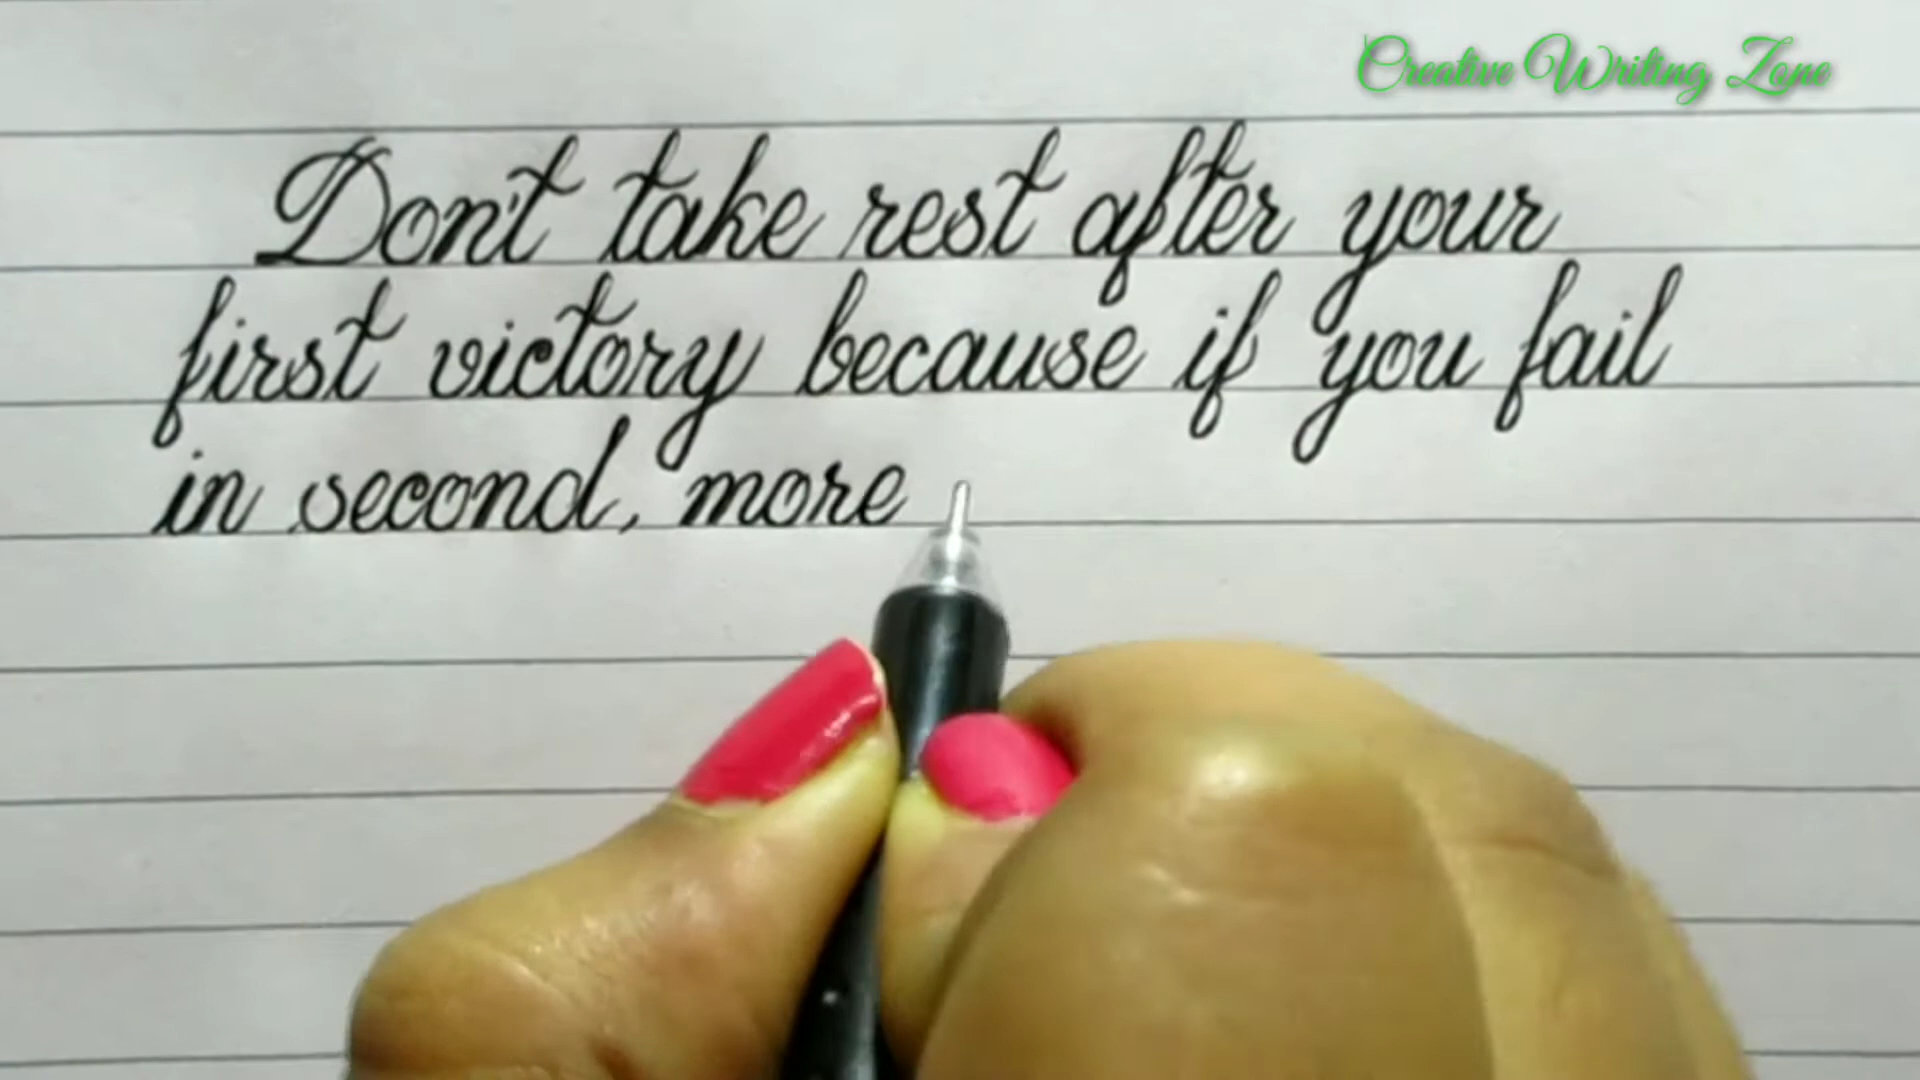 Creative Writing Zone
Don't take rest after your
first victory because if you fail
in second, more